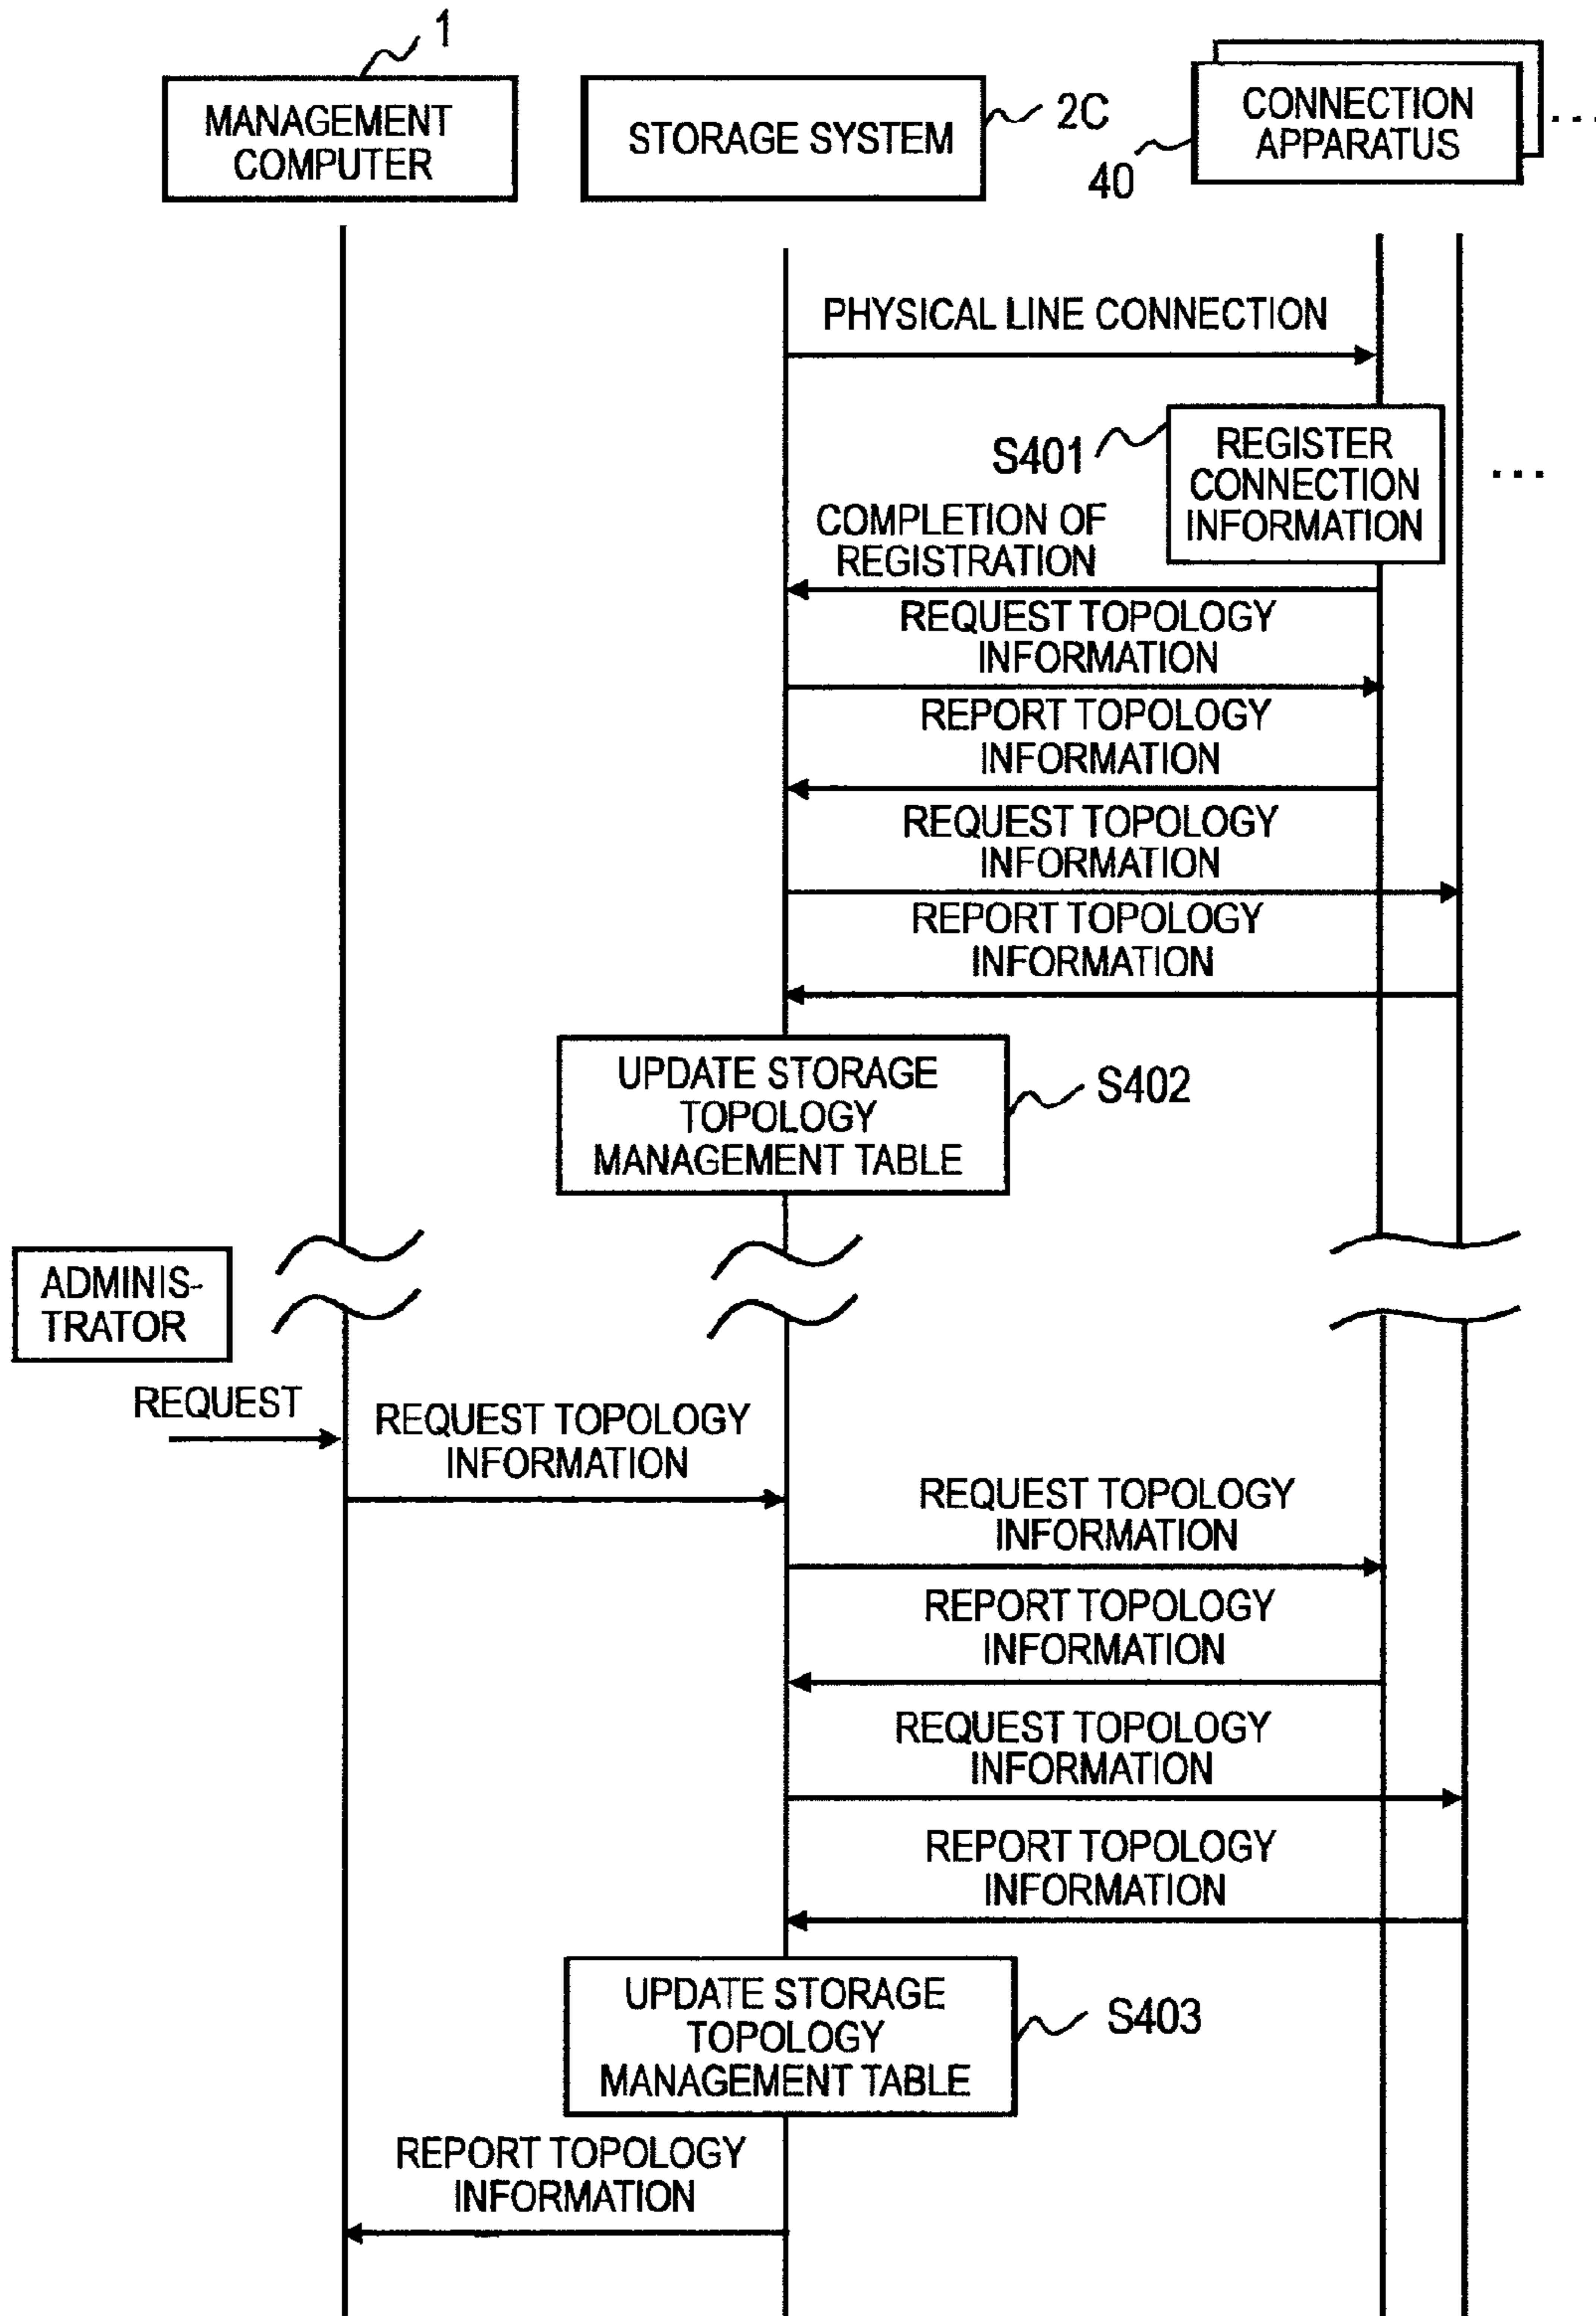 1
MANAGEMENT
COMPUTER
STORAGE SYSTEM
2C
CONNECTION
APPARATUS
...
40
PHYSICAL LINE CONNECTION
S401
REGISTER
CONNECTION
INFORMATION
...
COMPLETION OF
REGISTRATION
REQUEST TOPOLOGY
INFORMATION
REPORT TOPOLOGY
INFORMATION
REQUEST TOPOLOGY
INFORMATION
REPORT TOPOLOGY
INFORMATION
UPDATE STORAGE
TOPOLOGY
MANAGEMENT TABLE
S402
ADMINIS-
TRATOR
REQUEST
REQUEST TOPOLOGY
INFORMATION
REQUEST TOPOLOGY
INFORMATION
REPORT TOPOLOGY
INFORMATION
REQUEST TOPOLOGY
INFORMATION
REPORT TOPOLOGY
INFORMATION
UPDATE STORAGE
TOPOLOGY
MANAGEMENT TABLE
S403
REPORT TOPOLOGY
INFORMATION